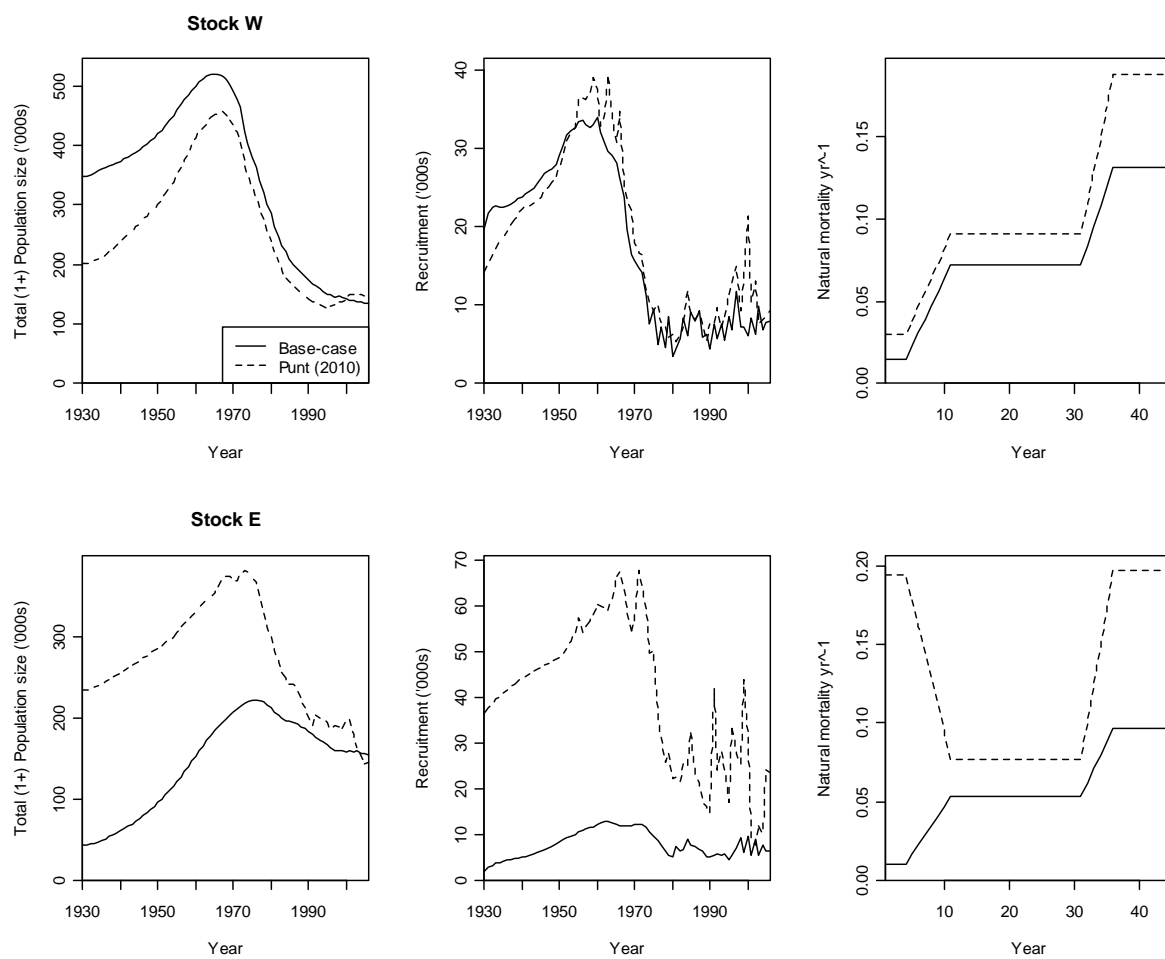 Stock W
Total (1+) Population size ('000s)
0 100 200 300 400 500
1930 1950 1970 1990
Year
Base-case
Punt (2010)
Recruitment ('000s)
0 10 20 30 40
1930 1950 1970 1990
Year
Natural mortality yr^-1
0.00 0.05 0.10 0.15
10 20 30 40
Year
Stock E
Total (1+) Population size ('000s)
0 100 200 300
1930 1950 1970 1990
Year
Recruitment ('000s)
0 10 20 30 40 50 60 70
1930 1950 1970 1990
Year
Natural mortality yr^-1
0.00 0.05 0.10 0.15 0.20
10 20 30 40
Year